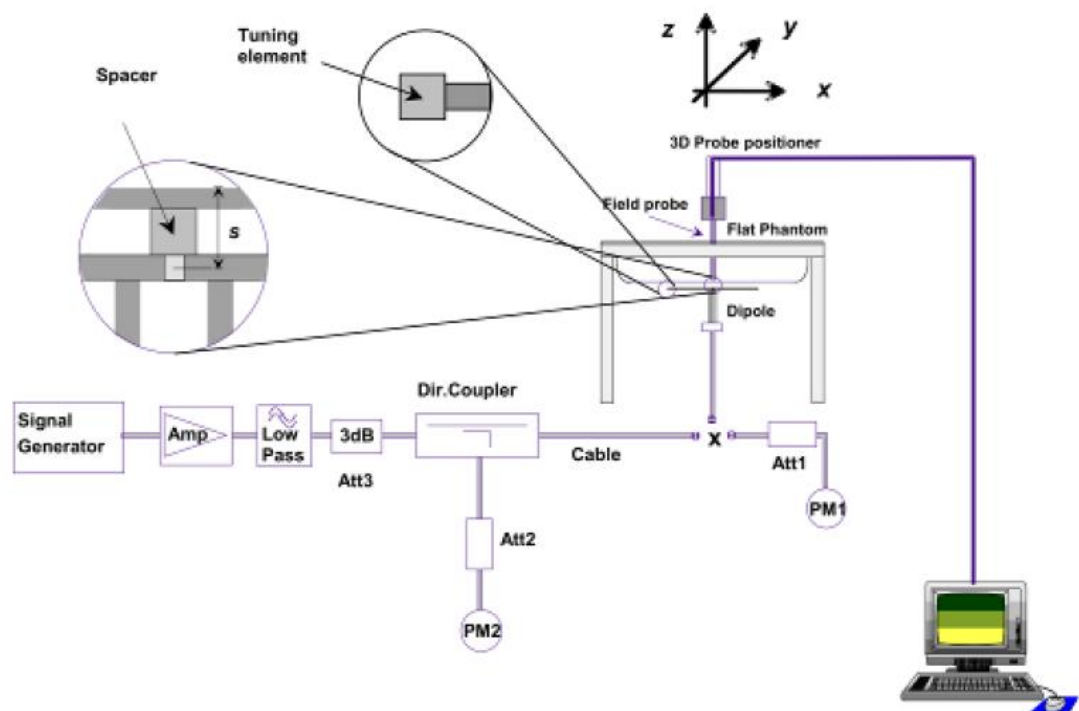 Tuning
element
Spacer
z
y
x
3D Probe positioner
Field probe
Flat Phantom
s
Dipole
Dir.Coupler
Signal
Generator
Amp
Low
Pass
3dB
Att3
Cable
x
Att1
PM1
Att2
PM2